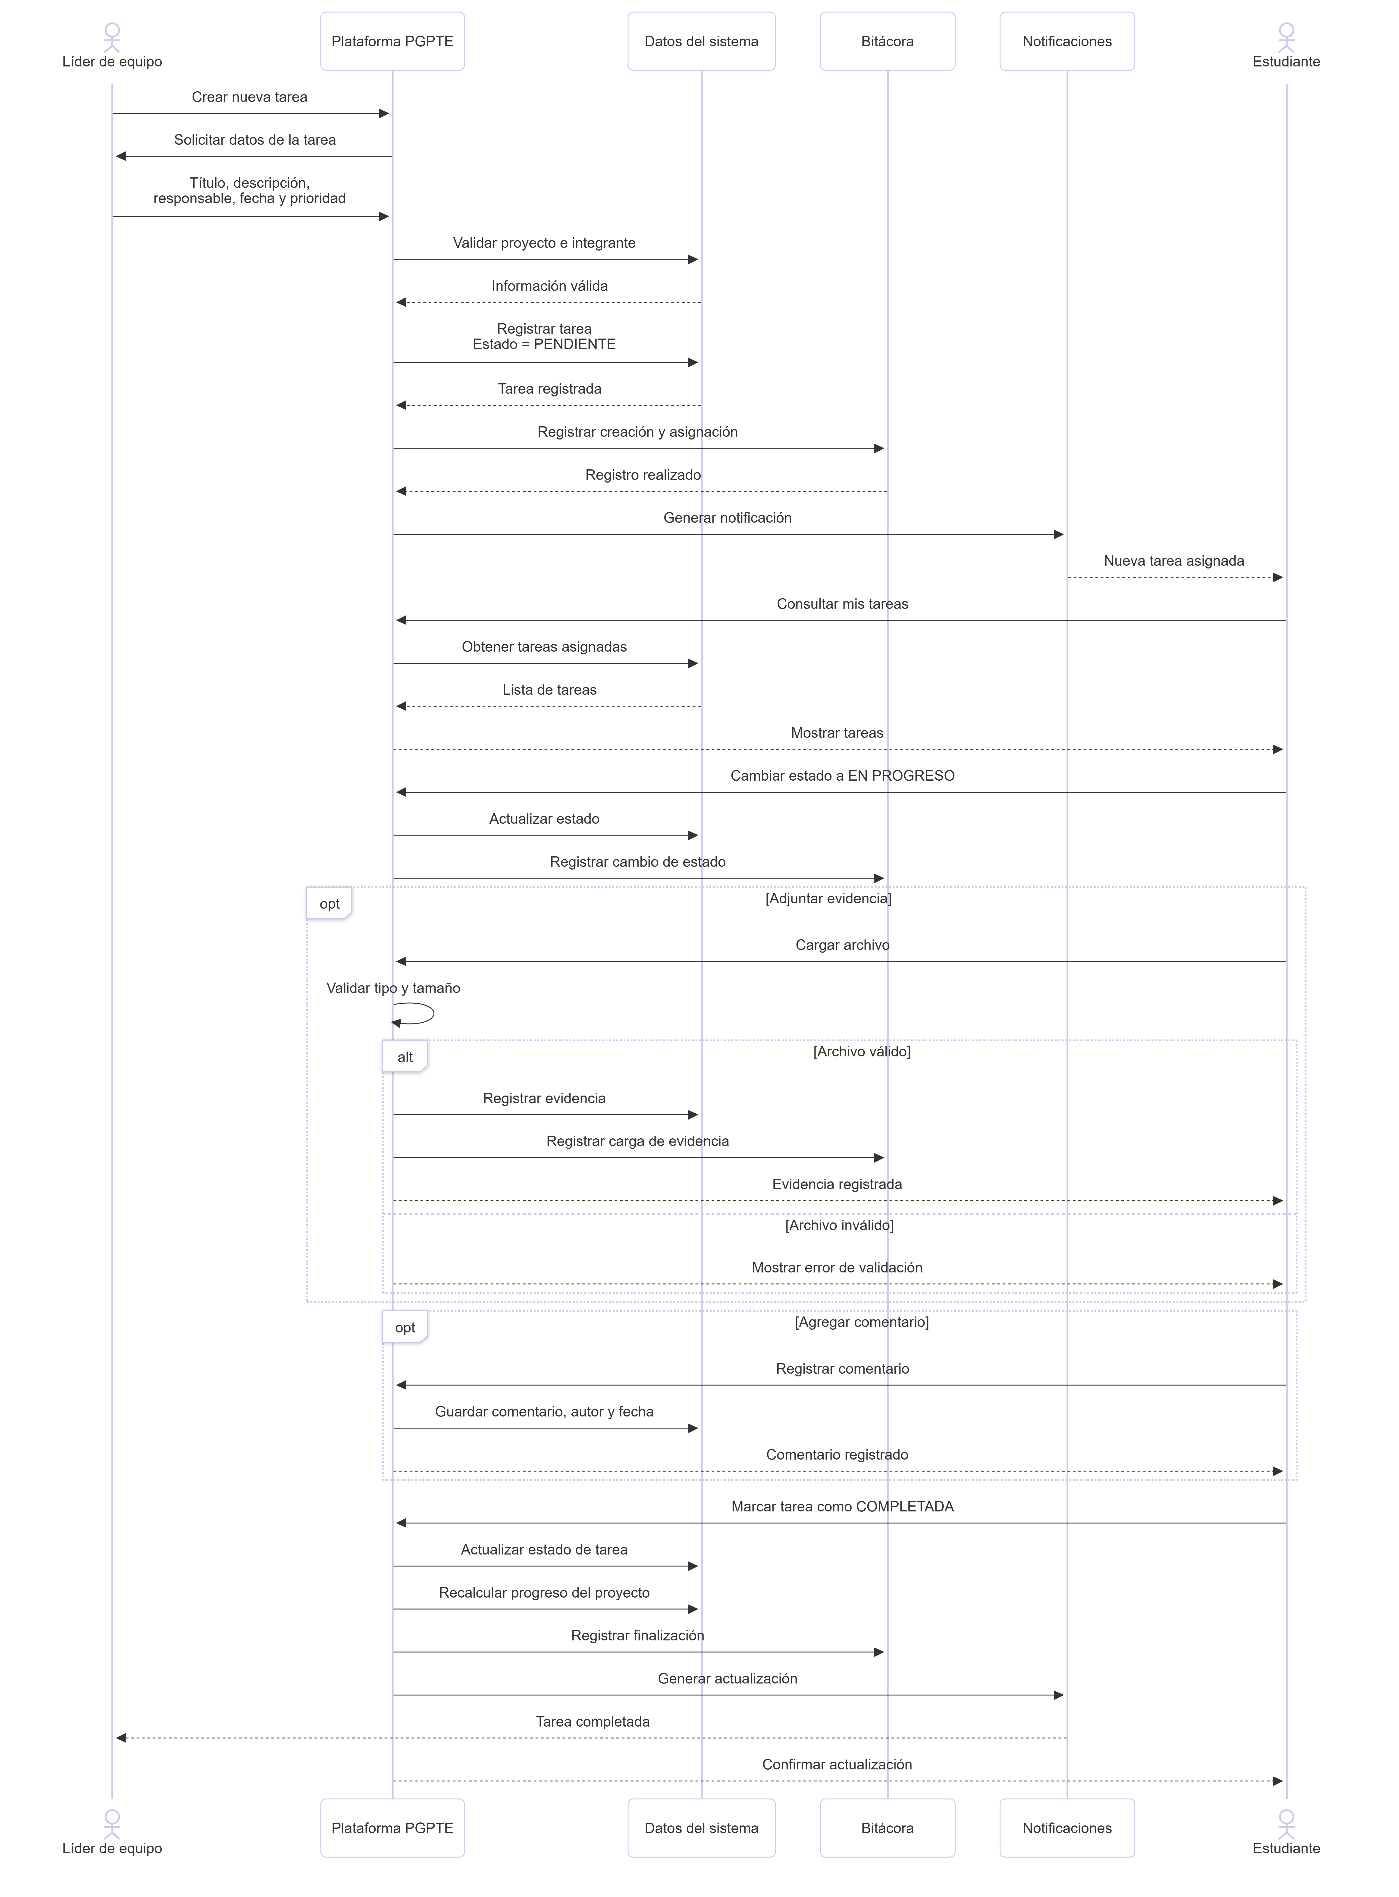 Líder de equipo
Plataforma PGPTE
Datos del sistema
Bitácora
Notificaciones
Estudiante
Crear nueva tarea
Solicitar datos de la tarea
Título, descripción,
responsable, fecha y prioridad
Validar proyecto e integrante
Información válida
Registrar tarea
Estado = PENDIENTE
Tarea registrada
Registrar creación y asignación
Registro realizado
Generar notificación
Nueva tarea asignada
Consultar mis tareas
Obtener tareas asignadas
Lista de tareas
Mostrar tareas
Cambiar estado a EN PROGRESO
Actualizar estado
Registrar cambio de estado
opt
[Adjuntar evidencia]
Cargar archivo
Validar tipo y tamaño
alt
[Archivo válido]
Registrar evidencia
Registrar carga de evidencia
Evidencia registrada
[Archivo inválido]
Mostrar error de validación
opt
[Agregar comentario]
Registrar comentario
Guardar comentario, autor y fecha
Comentario registrado
Marcar tarea como COMPLETADA
Actualizar estado de tarea
Recalcular progreso del proyecto
Registrar finalización
Generar actualización
Tarea completada
Confirmar actualización
Líder de equipo
Plataforma PGPTE
Datos del sistema
Bitácora
Notificaciones
Estudiante